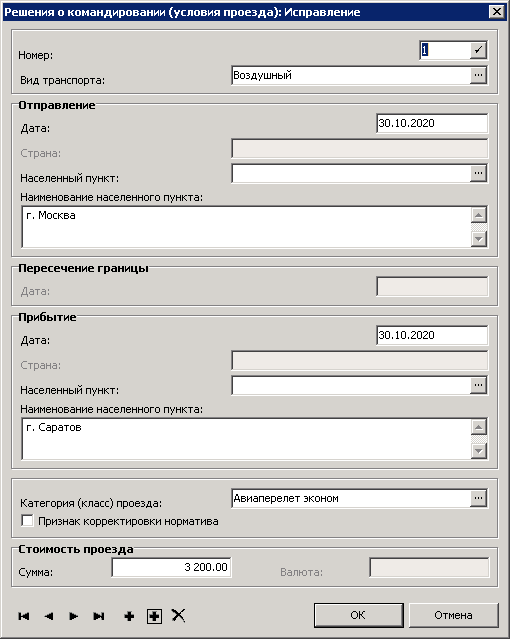 Решения о командировании (условия проезда): Исправление
Номер: 1
Вид транспорта: Воздушный ...
Отправление
Дата: 30.10.2020
Страна:
Населенный пункт: ...
Наименование населенного пункта:
г. Москва
Пересечение границы
Дата:
Прибытие
Дата: 30.10.2020
Страна:
Населенный пункт: ...
Наименование населенного пункта:
г. Саратов
Категория (класс) проезда: Авиаперелет эконом ...
Признак корректировки норматива
Стоимость проезда
Сумма: 3 200.00 Валюта:
OK Отмена